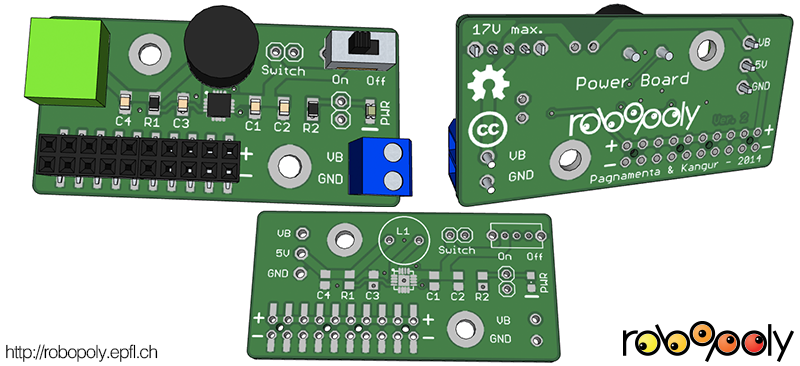 Switch
On Off
C4 R1 C3 C1 C2 R2 PWR
+
VB
-
GND
17V max.
VB
5V
Power Board
GND
cc
robopoly
Ver. 2
VB
+ +
- -
GND
Pagnamenta & Kangur - 2014
L1
VB
Switch
5V
On Off
GND
C4 R1 C3 C1 C2 R2 PWR
+ +
VB
- -
GND
http://robopoly.epfl.ch
robopoly